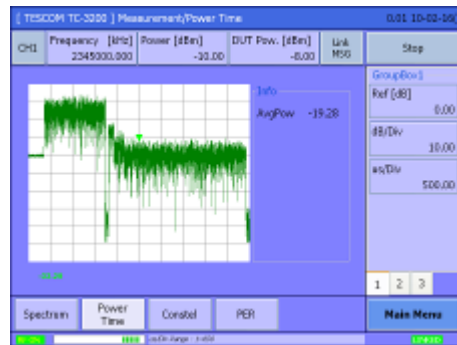 [ TESCOM TC-3200 ] Measurement/Power Time
0.01 10-02-16(
CH1
Frequency [kHz]
2345000.000
Power [dBm]
-10.00
DUT Pow. [dBm]
-8.00
Link
MSG
Stop
Info
AvgPow -19.28
GroupBox1
Ref [dB]
0.00
dB/Div
10.00
us/Div
500.00
1 2 3
Spectrum
Power
Time
Constel
PER
Main Menu